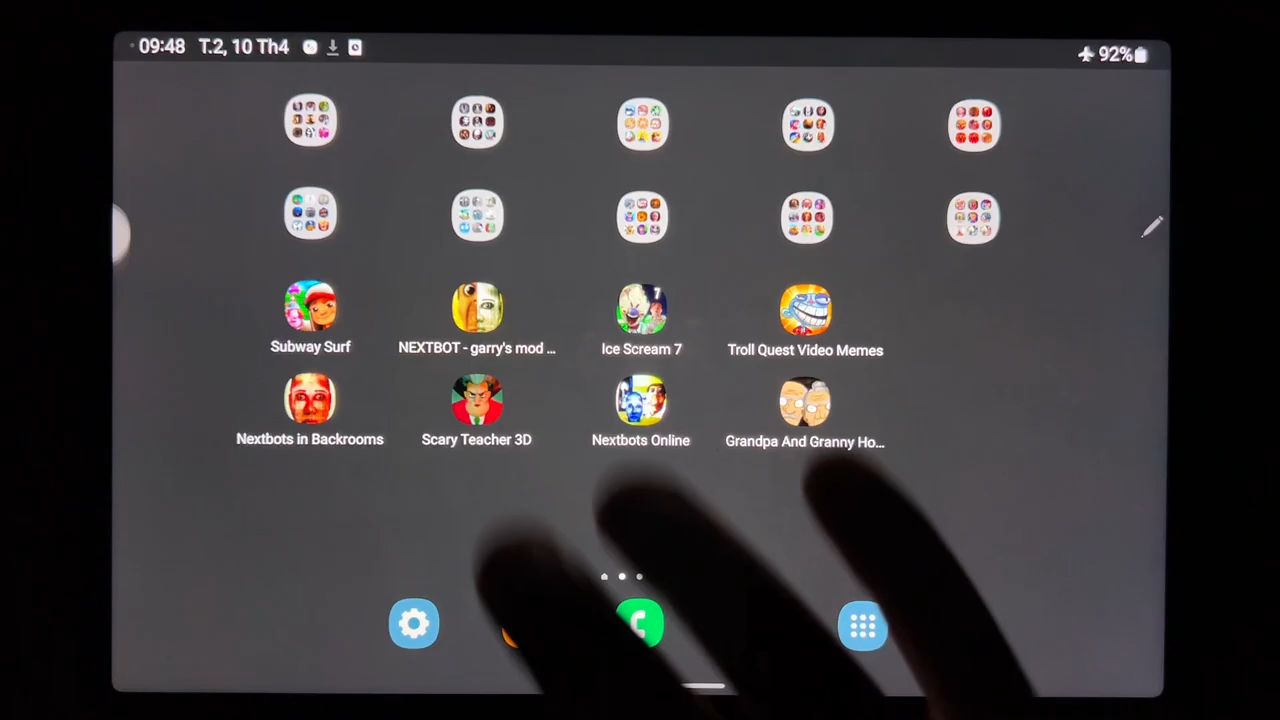 09:48 T.2, 10 Th4
92%
Subway Surf
NEXTBOT - garry's mod ...
Ice Scream 7
Troll Quest Video Memes
Nextbots in Backrooms
Scary Teacher 3D
Nextbots Online
Grandpa And Granny Ho...